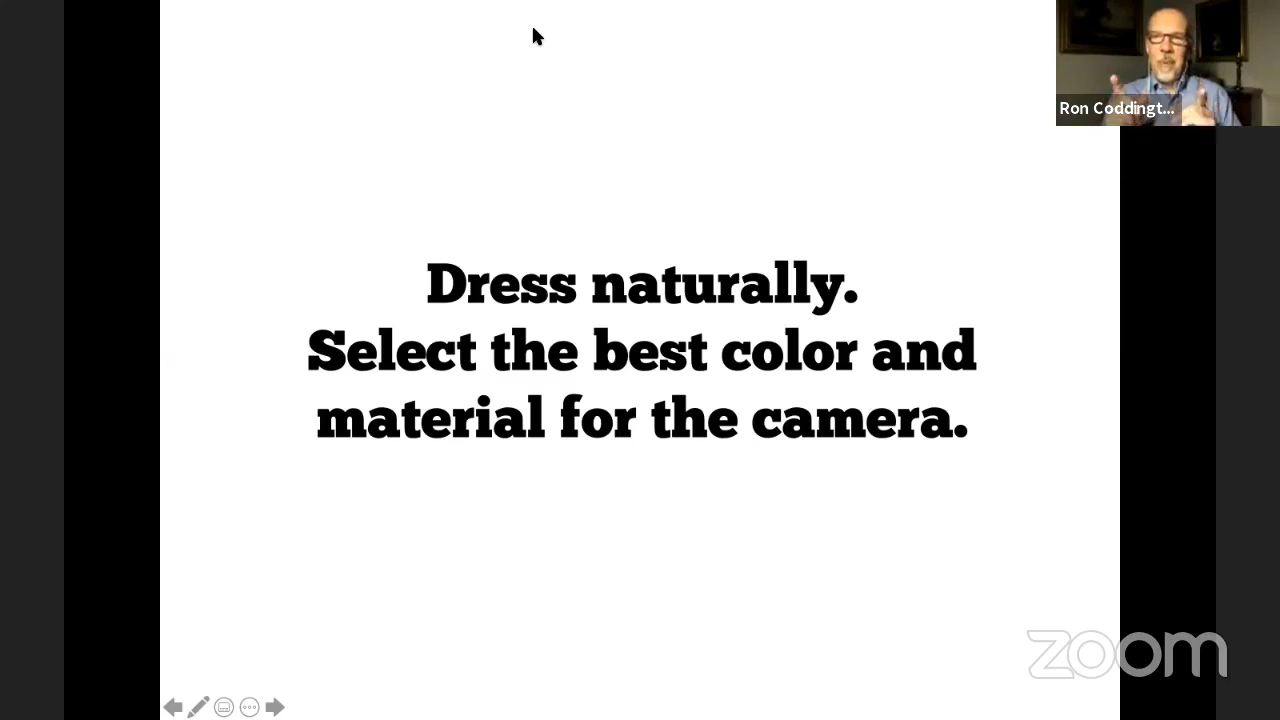 Ron Coddingt...
Dress naturally.
Select the best color and
material for the camera.
zoom